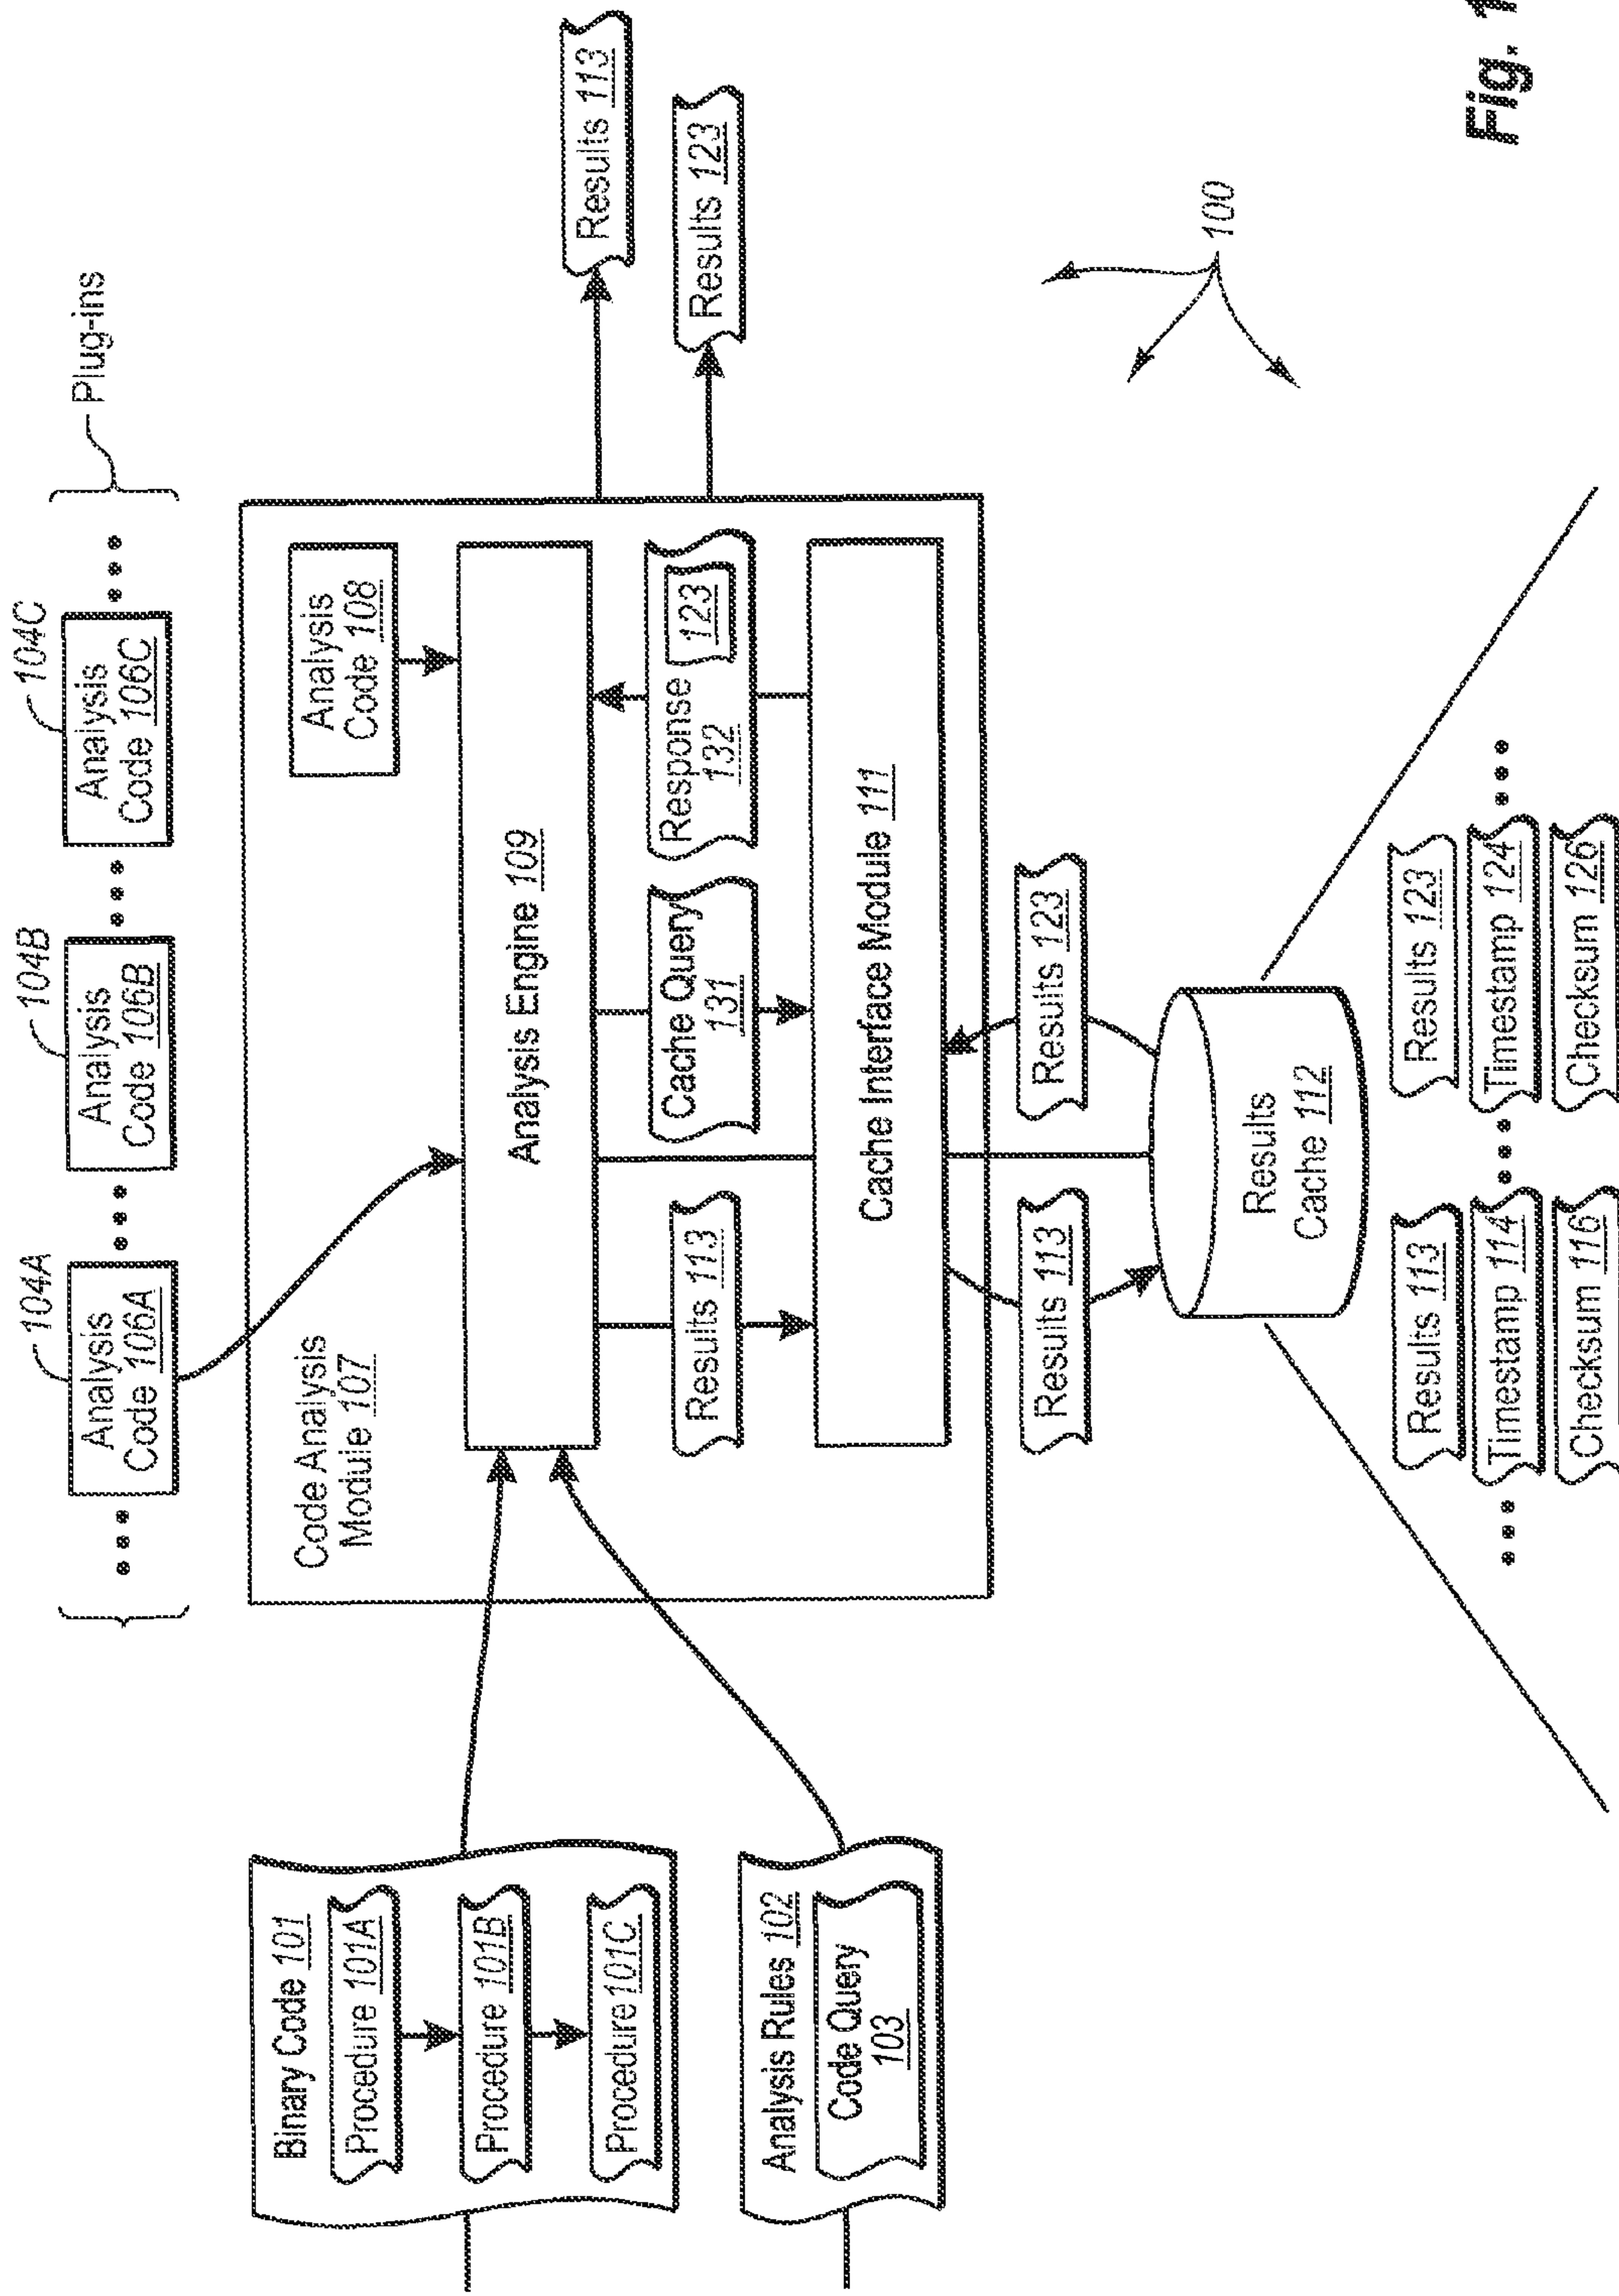 104A
104B
104C
Plug-ins
Analysis
Code 106A
Analysis
Code 106B
Analysis
Code 106C
Binary Code 101
Procedure 101A
Procedure 101B
Procedure 101C
Analysis Rules 102
Code Query
103
Code Analysis
Module 107
Analysis
Code 108
Analysis Engine 109
Results 113
Cache Query
131
Response
132
123
Cache Interface Module 111
Results 113
Results 123
Results 113
Results 123
Results
Cache 112
100
Results 113
Timestamp 114
Checksum 116
Results 123
Timestamp 124
Checksum 126
Fig. 1